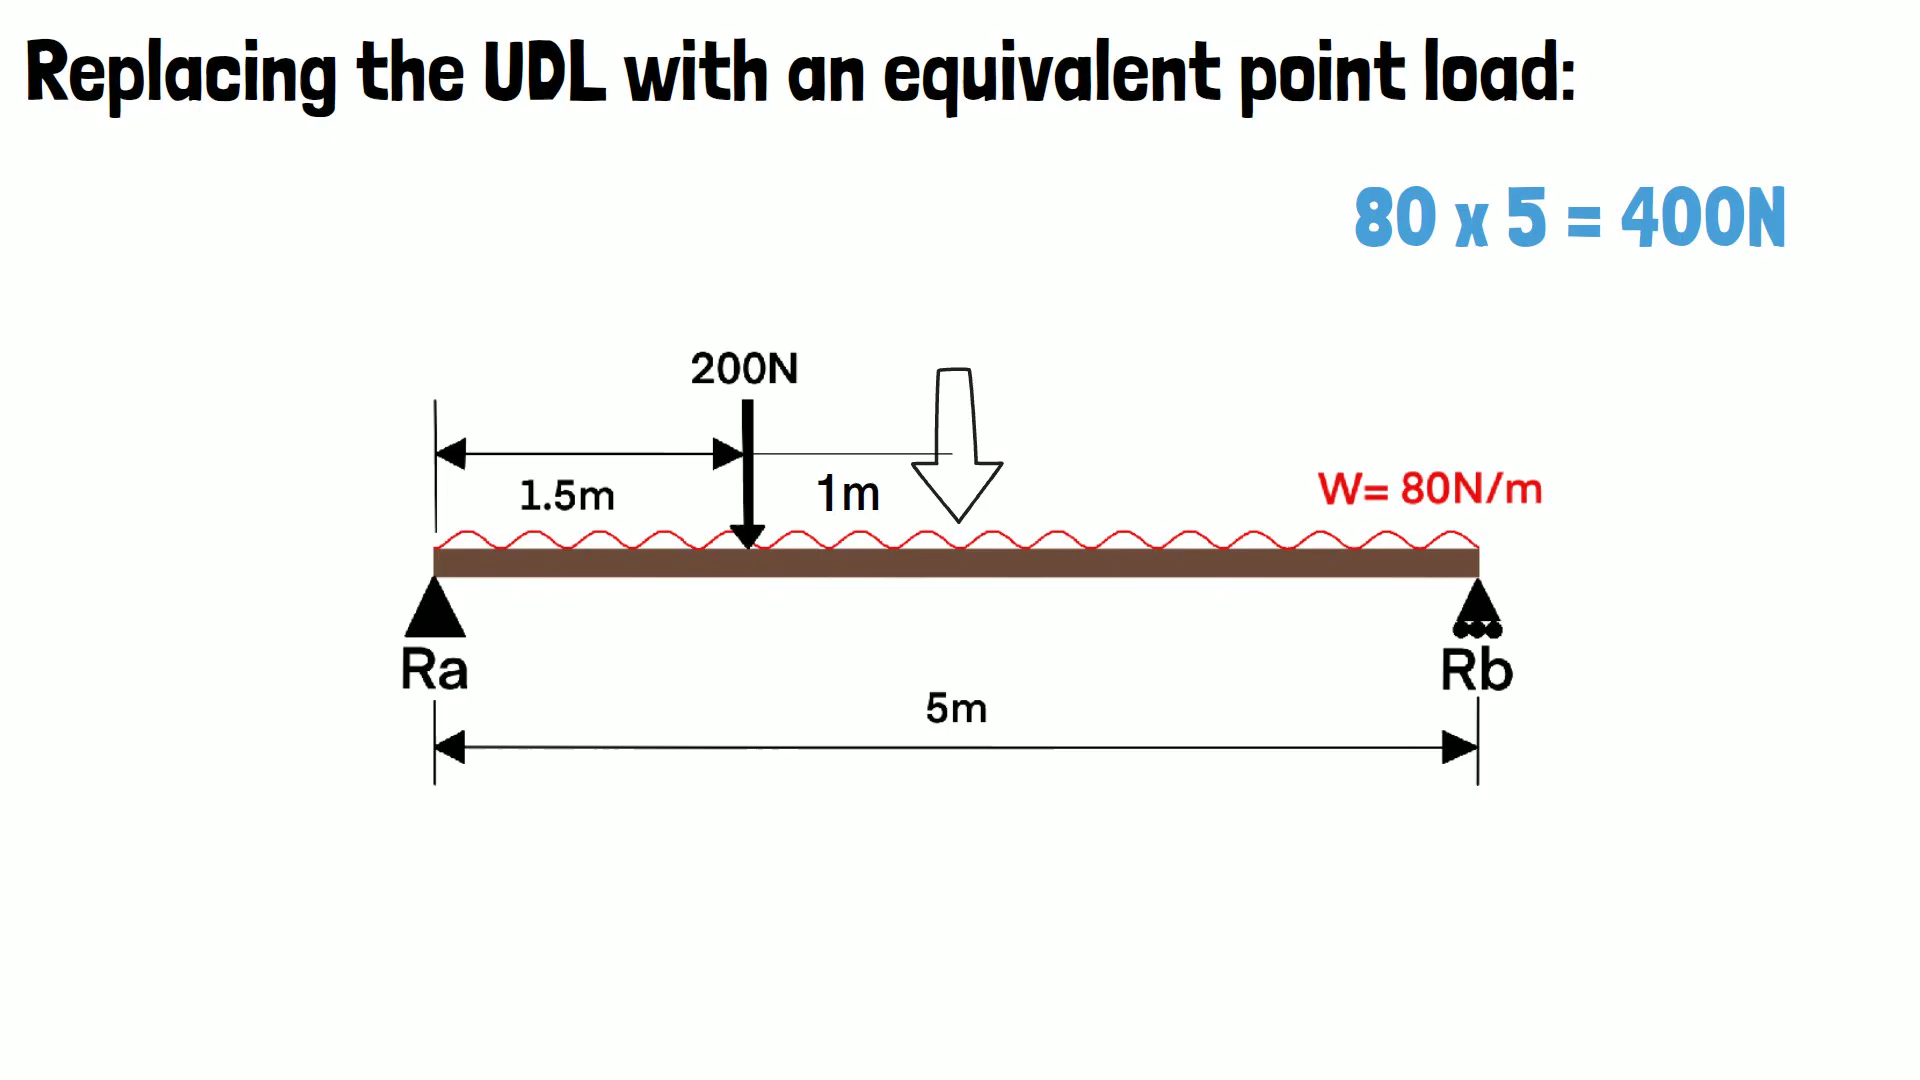 Replacing the UDL with an equivalent point load:
80 x 5 = 400N
200N
1.5m
1m
W= 80N/m
Ra
Rb
5m